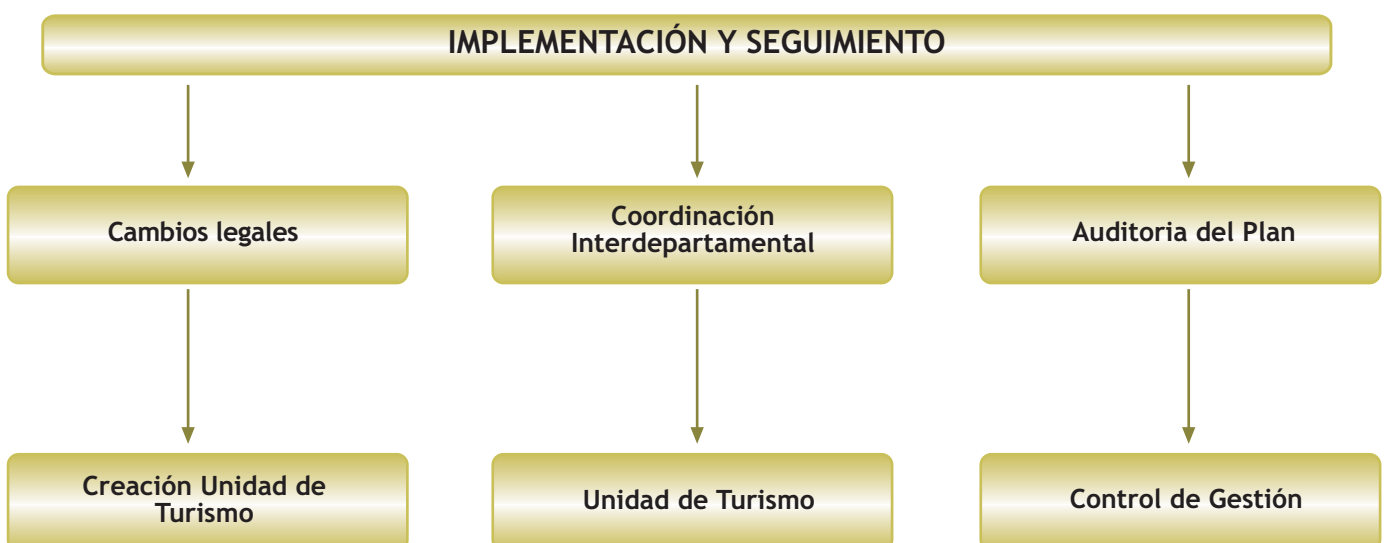 IMPLEMENTACIÓN Y SEGUIMIENTO
Cambios legales
Coordinación
Interdepartamental
Auditoria del Plan
Creación Unidad de
Turismo
Unidad de Turismo
Control de Gestión